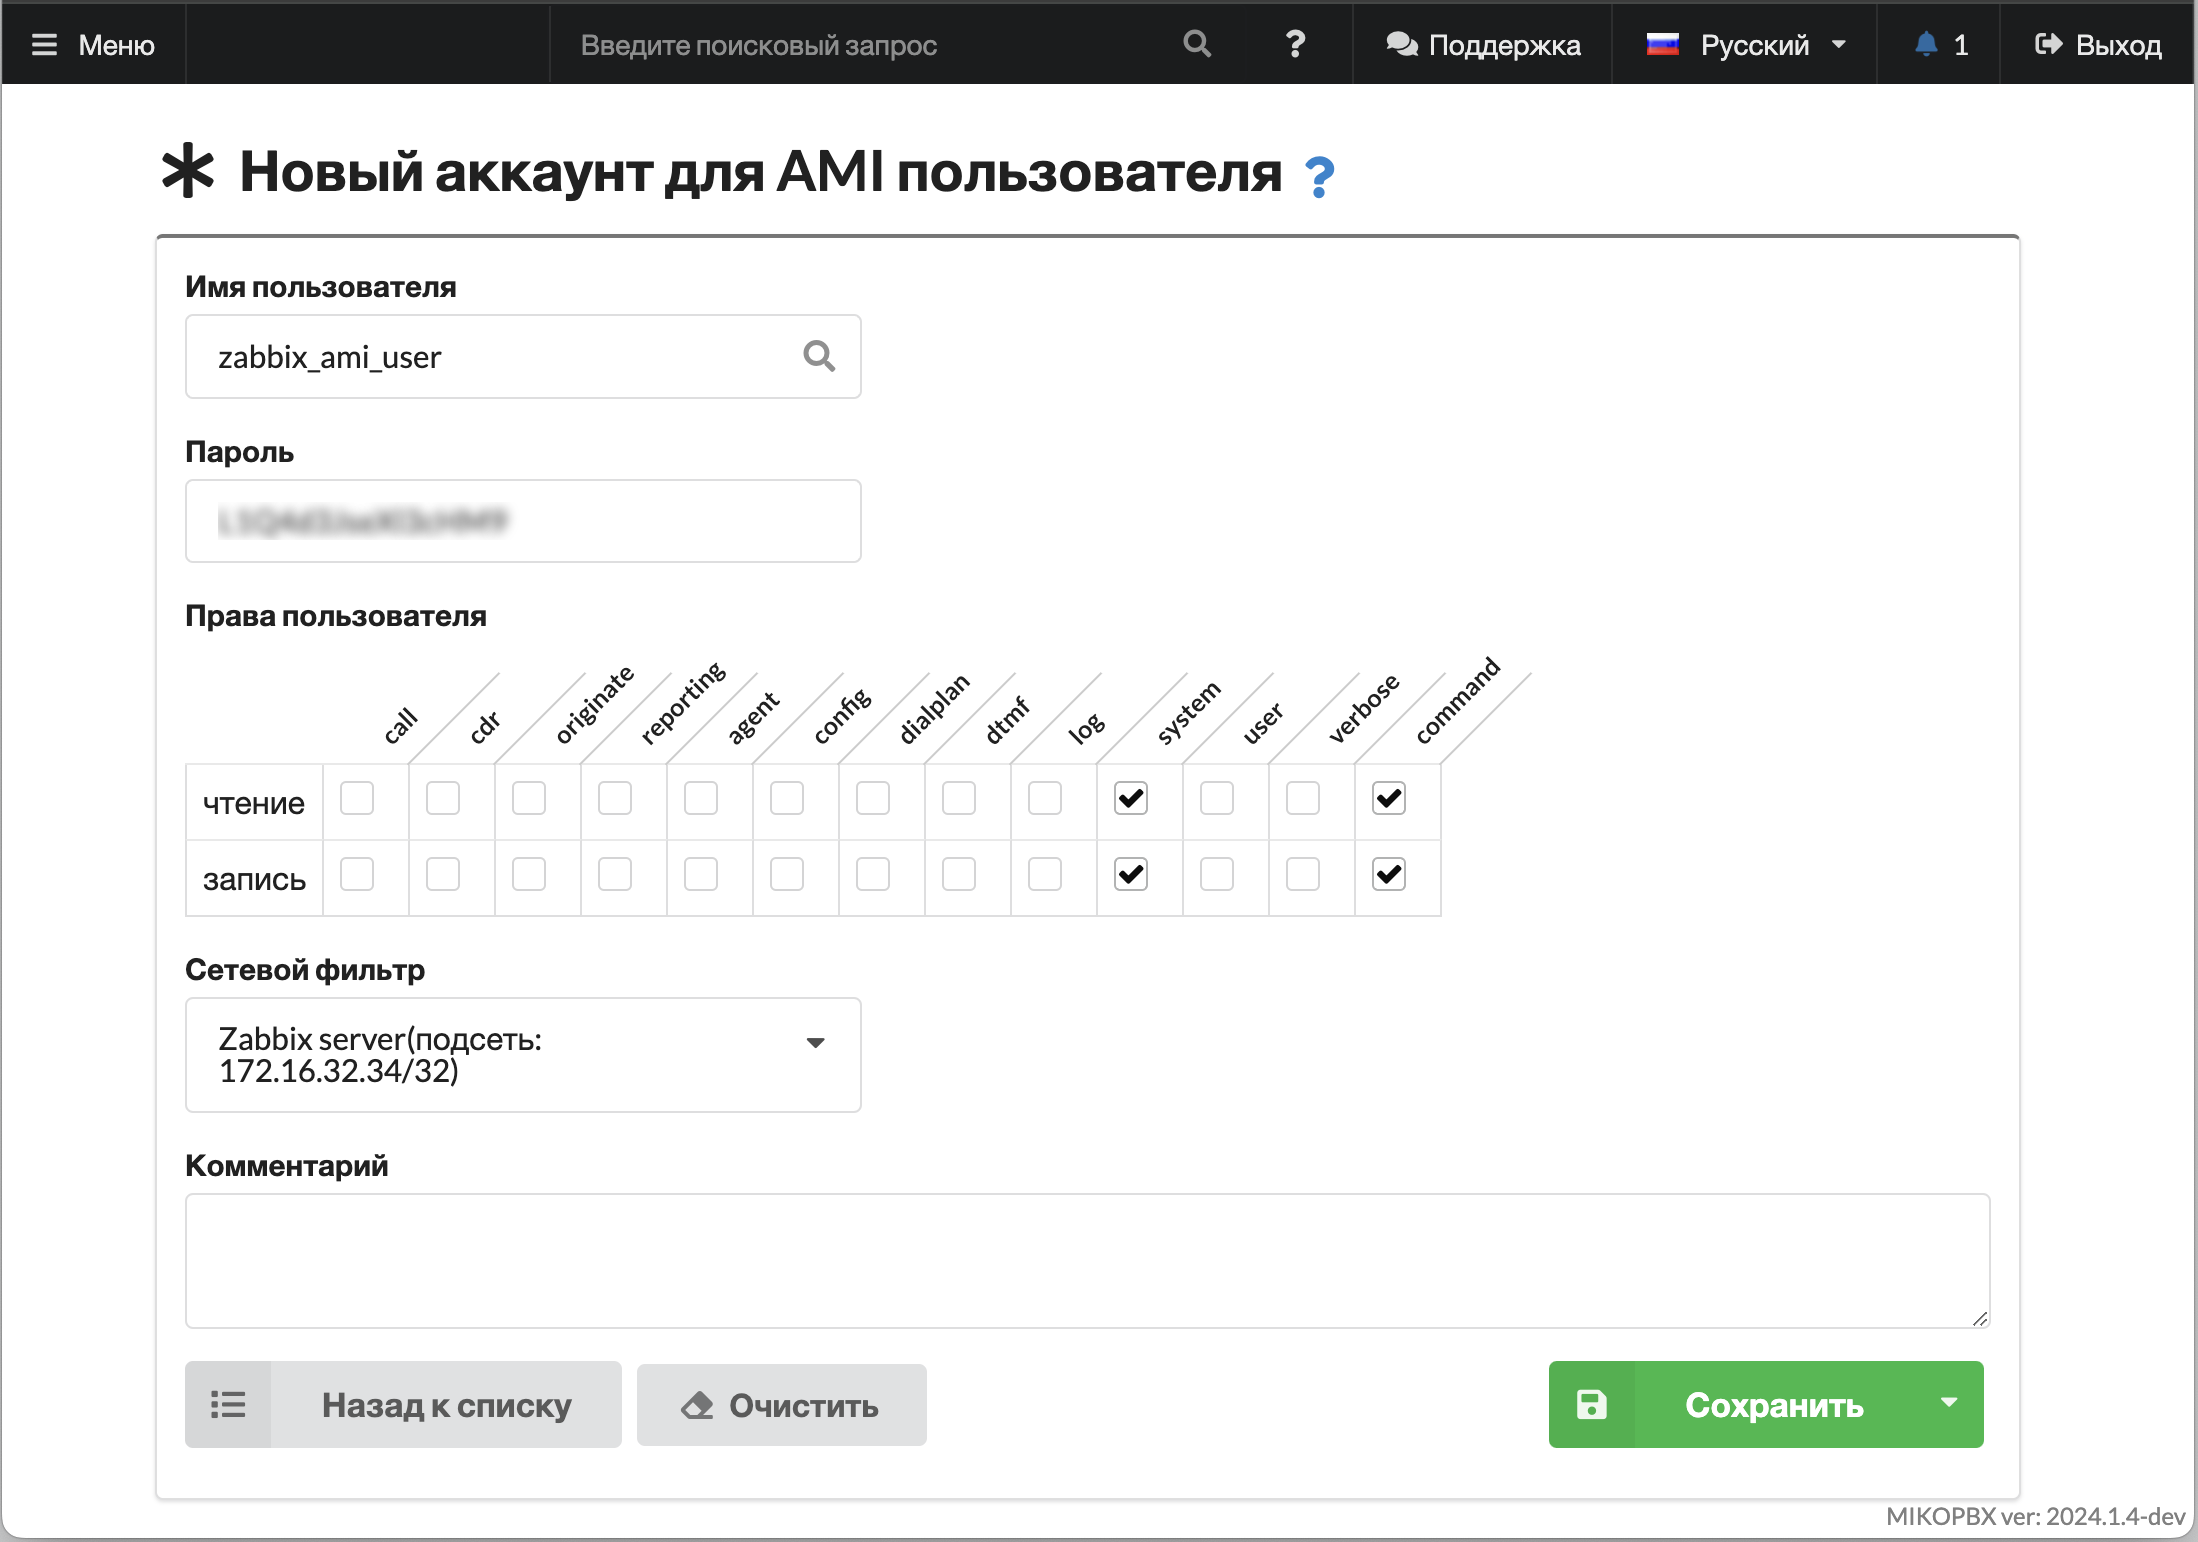 Меню
Введите поисковый запрос
?
Поддержка
Русский
1
Выход
Новый аккаунт для AMI пользователя ?
Имя пользователя
zabbix_ami_user
Пароль
Права пользователя
call cdr originate reporting agent config dialplan dtmf log system user verbose command
чтение
запись
Сетевой фильтр
Zabbix server(подсеть:
172.16.32.34/32)
Комментарий
Назад к списку
Очистить
Сохранить
MIKOPBX ver: 2024.1.4-dev